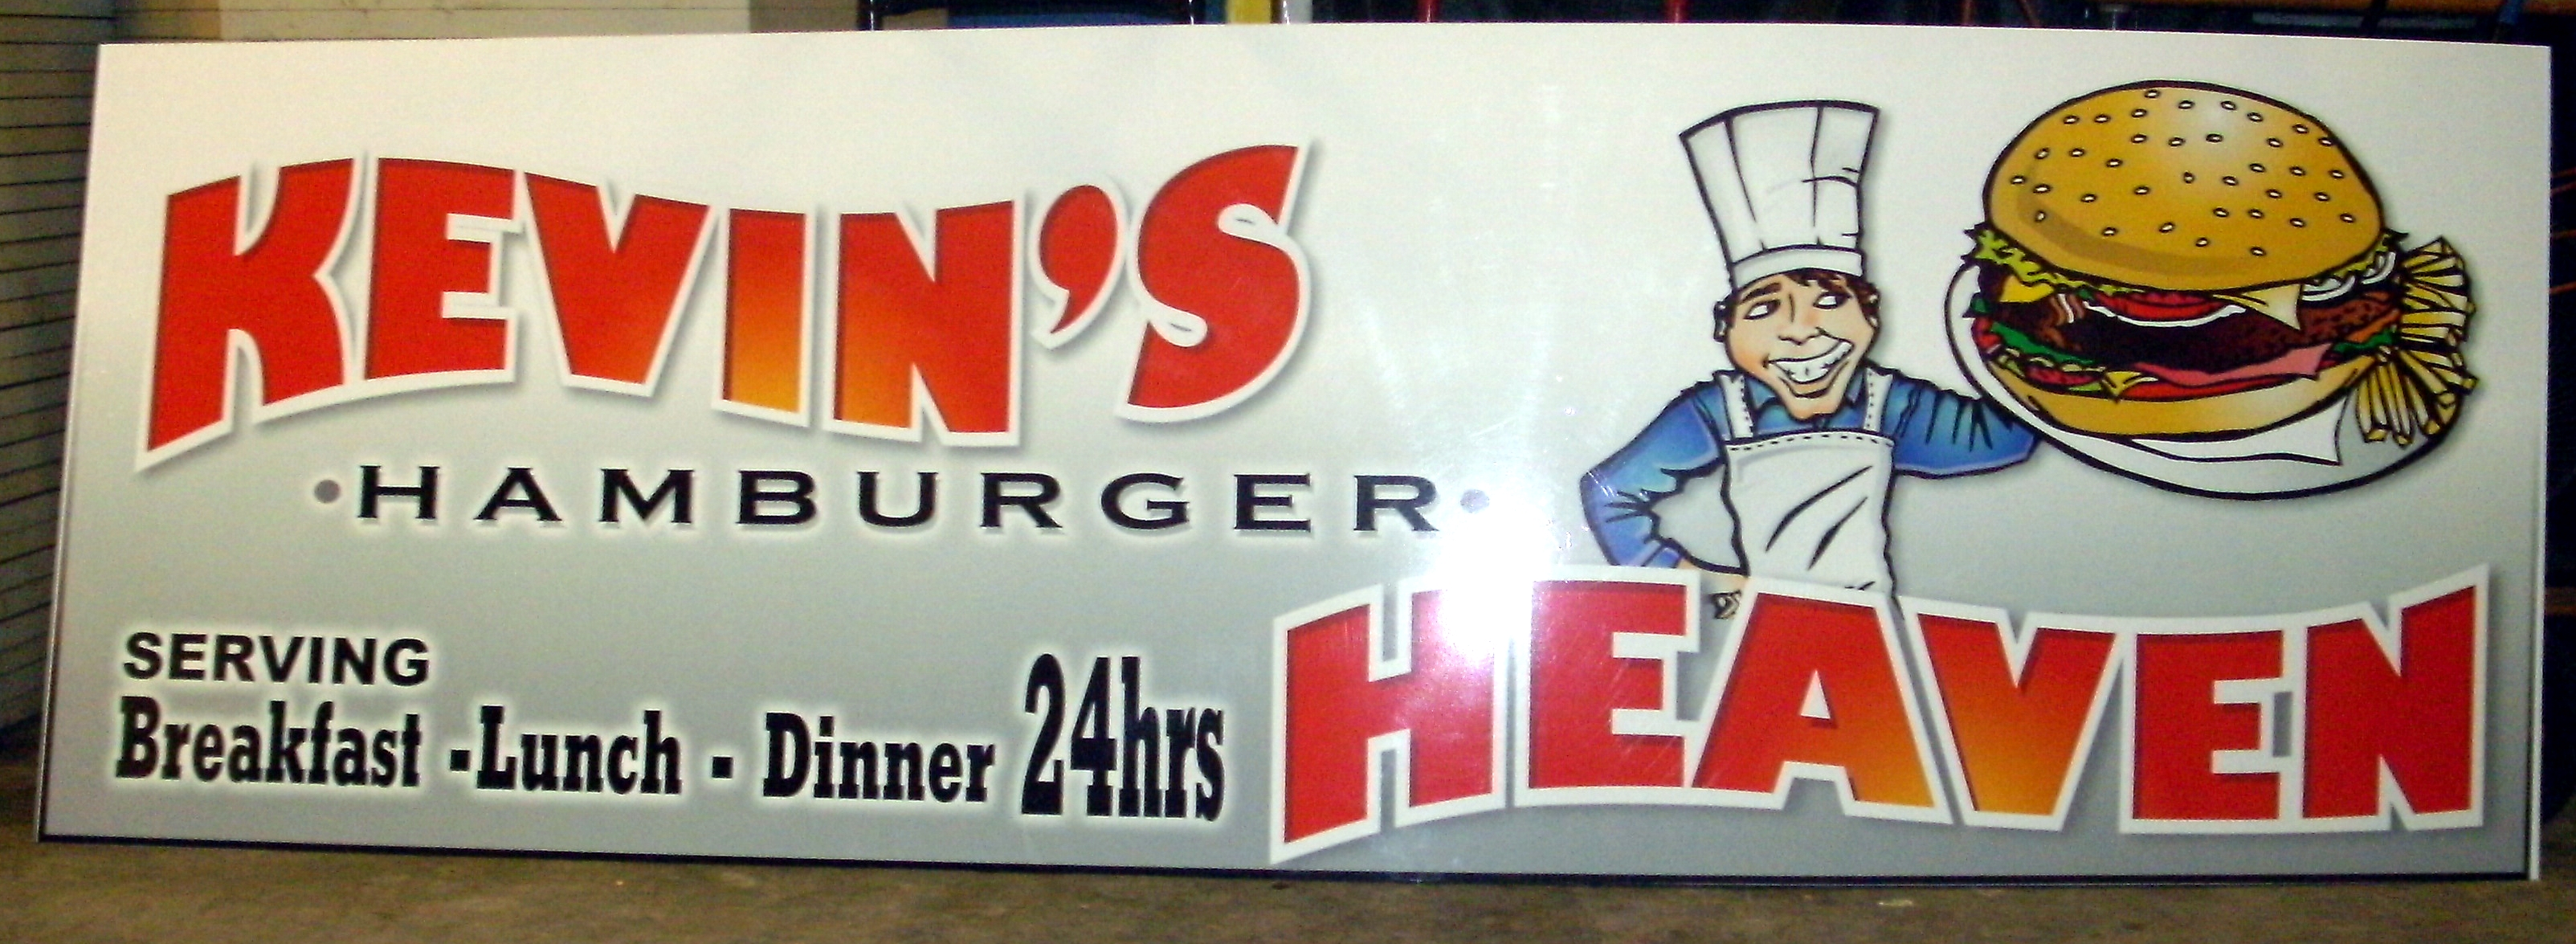 KEVIN'S
•HAMBURGER•
HEAVEN
SERVING
Breakfast -Lunch - Dinner 24hrs